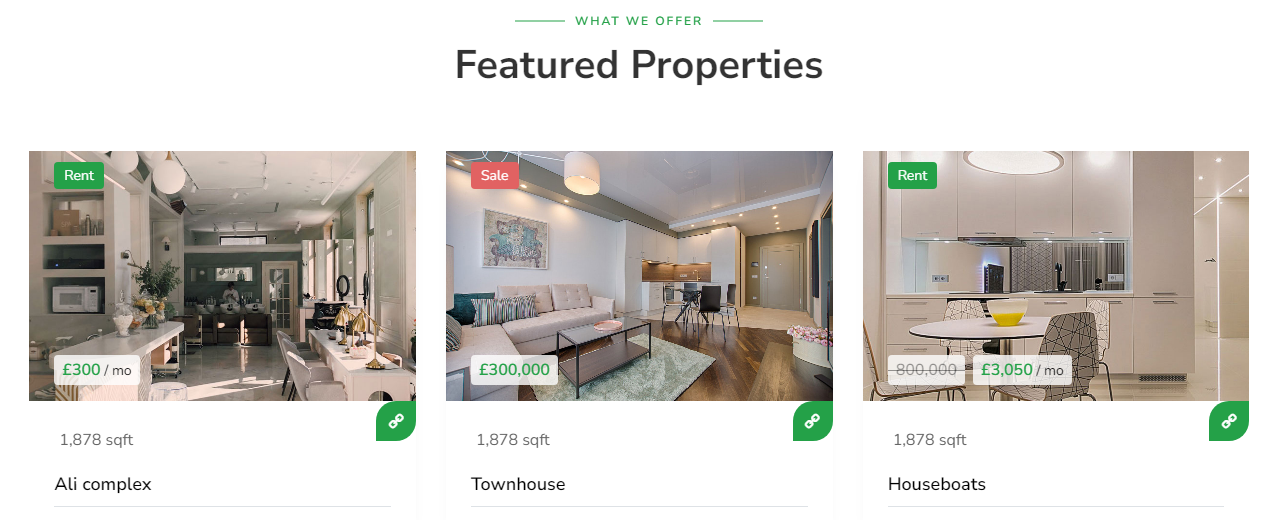 WHAT WE OFFER
Featured Properties
Rent
£300 / mo
1,878 sqft
Ali complex
Sale
£300,000
1,878 sqft
Townhouse
Rent
800,000 £3,050 / mo
1,878 sqft
Houseboats